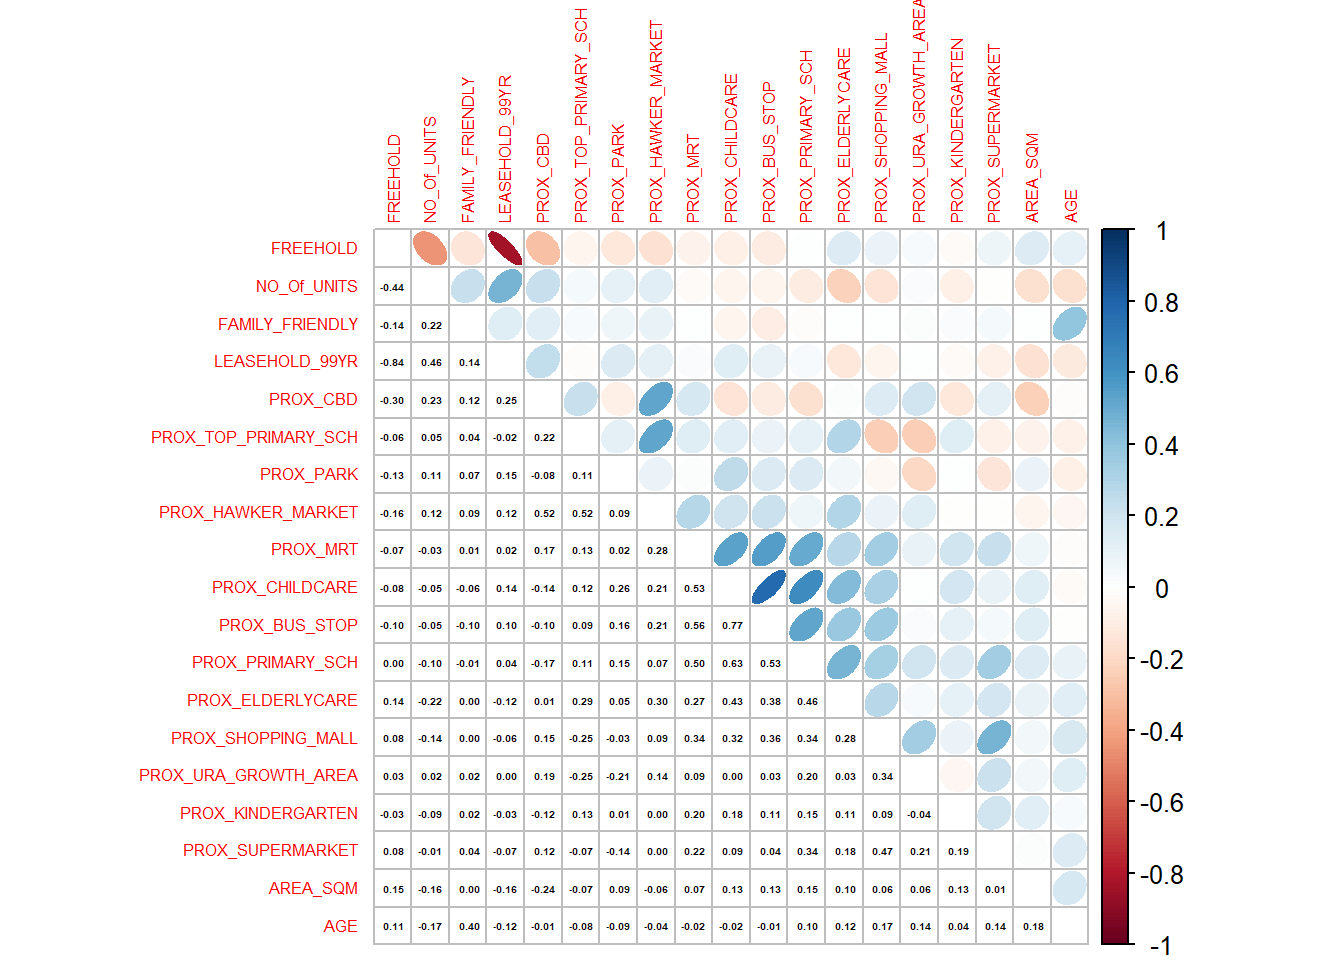 FREEHOLD
NO_Of_UNITS
FAMILY_FRIENDLY
LEASEHOLD_99YR
PROX_CBD
PROX_TOP_PRIMARY_SCH
PROX_PARK
PROX_HAWKER_MARKET
PROX_MRT
PROX_CHILDCARE
PROX_BUS_STOP
PROX_PRIMARY_SCH
PROX_ELDERLYCARE
PROX_SHOPPING_MALL
PROX_URA_GROWTH_AREA
PROX_KINDERGARTEN
PROX_SUPERMARKET
AREA_SQM
AGE
FREEHOLD
NO_Of_UNITS -0.44
FAMILY_FRIENDLY -0.14 0.22
LEASEHOLD_99YR -0.84 0.46 0.14
PROX_CBD -0.30 0.23 0.12 0.25
PROX_TOP_PRIMARY_SCH -0.06 0.05 0.04 -0.02 0.22
PROX_PARK -0.13 0.11 0.07 0.15 -0.08 0.11
PROX_HAWKER_MARKET -0.16 0.12 0.09 0.12 0.52 0.52 0.09
PROX_MRT -0.07 -0.03 0.01 0.02 0.17 0.13 0.02 0.28
PROX_CHILDCARE -0.08 -0.05 -0.06 0.14 -0.14 0.12 0.26 0.21 0.53
PROX_BUS_STOP -0.10 -0.05 -0.10 0.10 -0.10 0.09 0.16 0.21 0.56 0.77
PROX_PRIMARY_SCH 0.00 -0.10 -0.01 0.04 -0.17 0.11 0.15 0.07 0.50 0.63 0.53
PROX_ELDERLYCARE 0.14 -0.22 0.00 -0.12 0.01 0.29 0.05 0.30 0.27 0.43 0.38 0.46
PROX_SHOPPING_MALL 0.08 -0.14 0.00 -0.06 0.15 -0.25 -0.03 0.09 0.34 0.32 0.36 0.34 0.28
PROX_URA_GROWTH_AREA 0.03 0.02 0.02 0.00 0.19 -0.25 -0.21 0.14 0.09 0.00 0.03 0.20 0.03 0.34
PROX_KINDERGARTEN -0.03 -0.09 0.02 -0.03 -0.12 0.13 0.01 0.00 0.20 0.18 0.11 0.15 0.11 0.09 -0.04
PROX_SUPERMARKET 0.08 -0.01 0.04 -0.07 0.12 -0.07 -0.14 0.00 0.22 0.09 0.04 0.34 0.18 0.47 0.21 0.19
AREA_SQM 0.15 -0.16 0.00 -0.16 -0.24 -0.07 0.09 -0.06 0.07 0.13 0.13 0.15 0.10 0.06 0.06 0.13 0.01
AGE 0.11 -0.17 0.40 -0.12 -0.01 -0.08 -0.09 -0.04 -0.02 -0.02 -0.01 0.10 0.12 0.17 0.14 0.04 0.14 0.18
1
0.8
0.6
0.4
0.2
0
-0.2
-0.4
-0.6
-0.8
-1